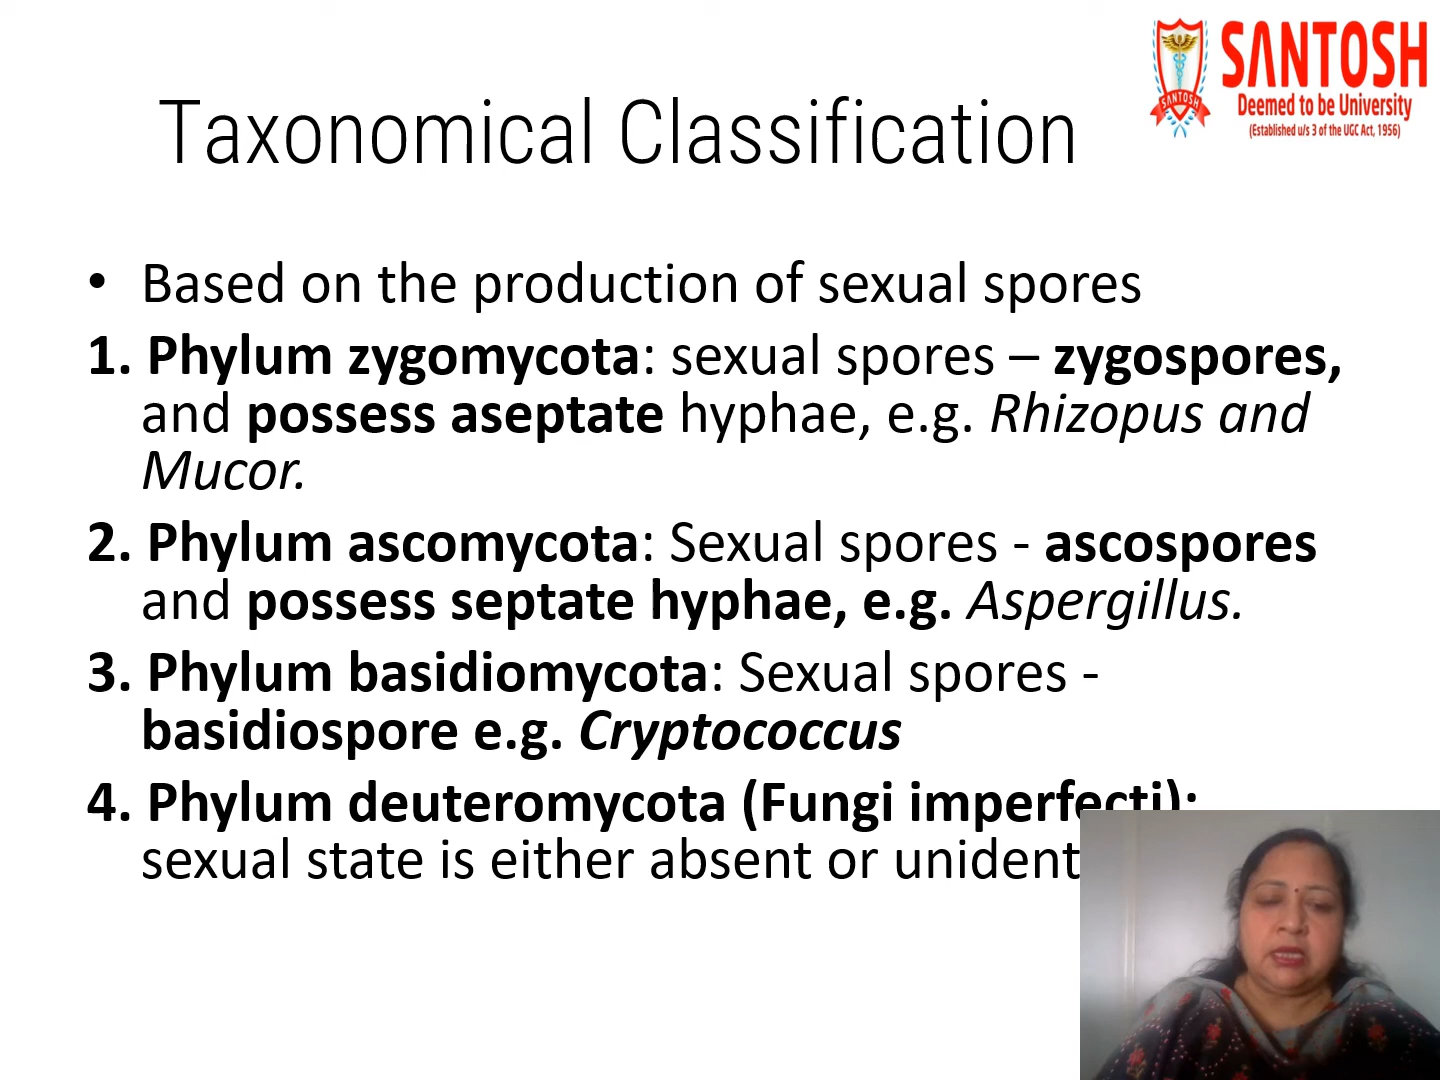 SANTOSH
Deemed to be University
(Established u/s 3 of the UGC Act, 1956)
SANTOSH
Taxonomical Classification
• Based on the production of sexual spores
1. Phylum zygomycota: sexual spores – zygospores,
and possess aseptate hyphae, e.g. Rhizopus and
Mucor.
2. Phylum ascomycota: Sexual spores - ascospores
and possess septate hyphae, e.g. Aspergillus.
3. Phylum basidiomycota: Sexual spores -
basidiospore e.g. Cryptococcus
4. Phylum deuteromycota (Fungi imperfecti):
sexual state is either absent or